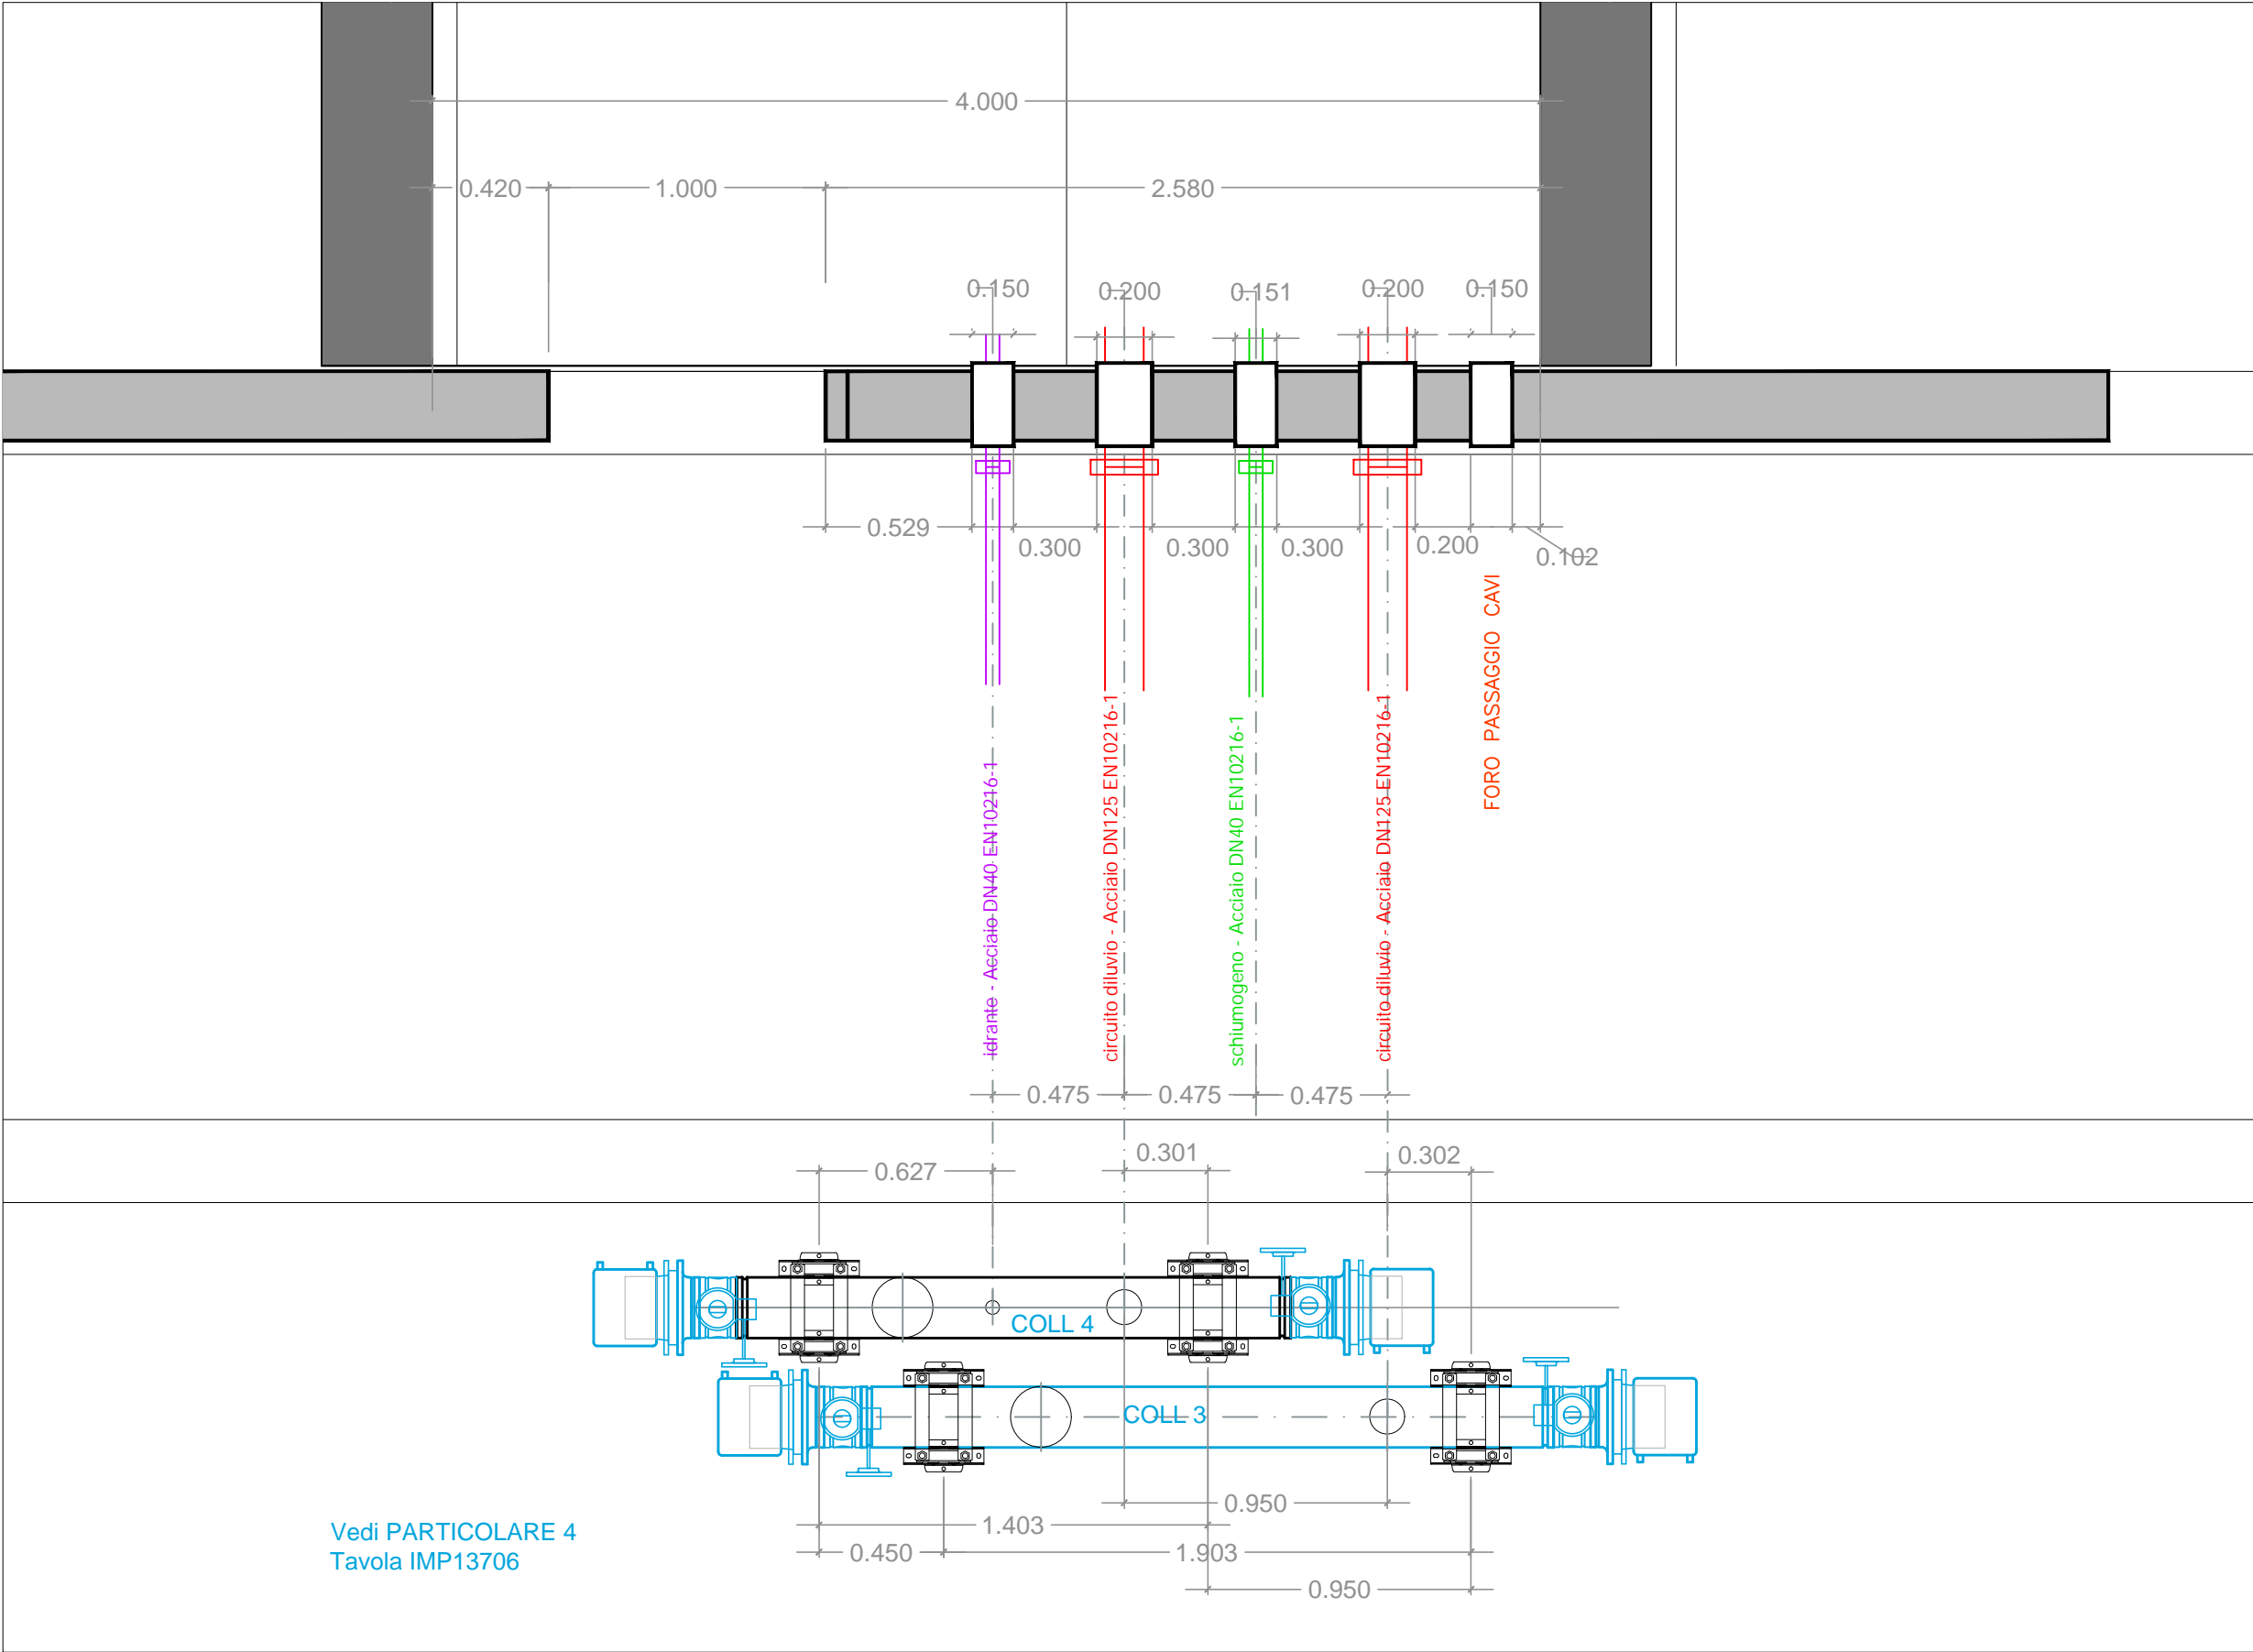 4.000
0.420
1.000
2.580
0.150
0.200
0.151
0.200
0.150
0.529
0.300
0.300
0.300
0.200
0.102
FORO PASSAGGIO CAVI
idrante - Acciaio DN40 EN10216-1
circuito diluvio - Acciaio DN125 EN10216-1
schiumogeno - Acciaio DN40 EN10216-1
circuito diluvio - Acciaio DN125 EN10216-1
0.475
0.475
0.475
0.627
0.301
0.302
COLL 4
COLL 3
0.950
1.403
0.450
1.903
0.950
Vedi PARTICOLARE 4
Tavola IMP13706